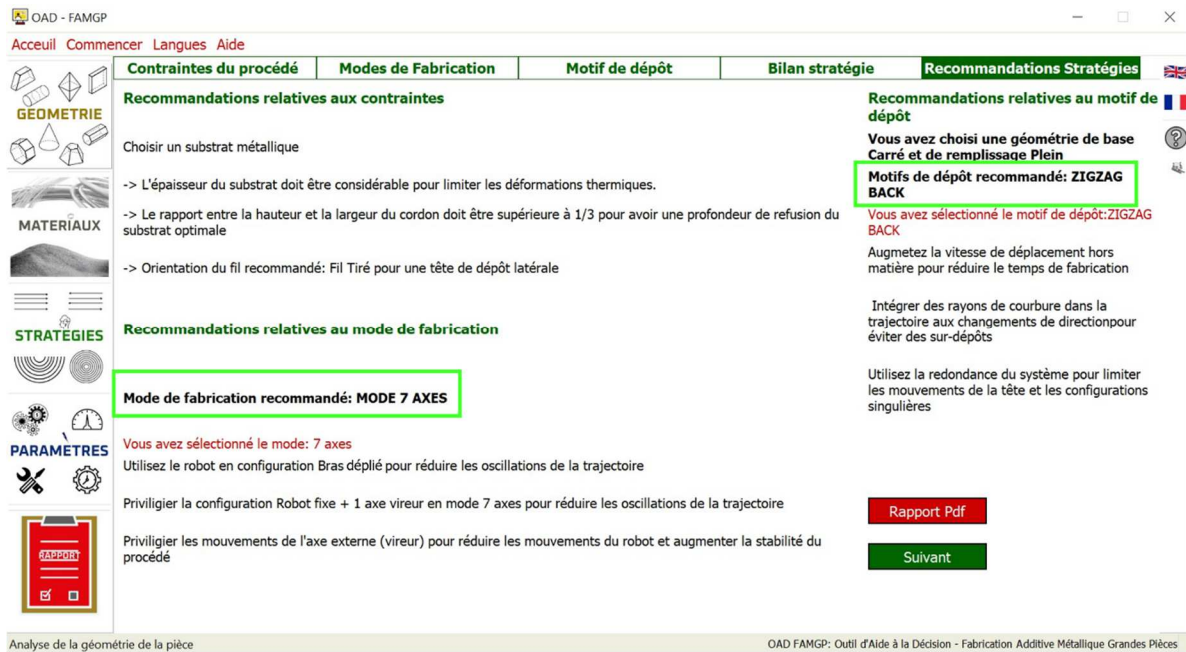 OAD - FAMGP
Acceuil Commencer Langues Aide
Contraintes du procédé
Modes de Fabrication
Motif de dépôt
Bilan stratégie
Recommandations Stratégies
GEOMETRIE
MATERIAUX
STRATEGIES
PARAMETRES
RAPPORT
Recommandations relatives aux contraintes
Choisir un substrat métallique
-> L'épaisseur du substrat doit être considérable pour limiter les déformations thermiques.
-> Le rapport entre la hauteur et la largeur du cordon doit être supérieure à 1/3 pour avoir une profondeur de refusion du
substrat optimale
-> Orientation du fil recommandé: Fil Tiré pour une tête de dépôt latérale
Recommandations relatives au mode de fabrication
Mode de fabrication recommandé: MODE 7 AXES
Vous avez sélectionné le mode: 7 axes
Utilisez le robot en configuration Bras déplié pour réduire les oscillations de la trajectoire
Priviligier la configuration Robot fixe + 1 axe vireur en mode 7 axes pour réduire les oscillations de la trajectoire
Priviligier les mouvements de l'axe externe (vireur) pour réduire les mouvements du robot et augmenter la stabilité du
procédé
Recommandations relatives au motif de
dépôt
Vous avez choisi une géométrie de base
Carré et de remplissage Plein
Motifs de dépôt recommandé: ZIGZAG
BACK
Vous avez sélectionné le motif de dépôt:ZIGZAG
BACK
Augmetez la vitesse de déplacement hors
matière pour réduire le temps de fabrication
Intégrer des rayons de courbure dans la
trajectoire aux changements de directionpour
éviter des sur-dépôts
Utilisez la redondance du système pour limiter
les mouvements de la tête et les configurations
singulières
Rapport Pdf
Suivant
Analyse de la géométrie de la pièce
OAD FAMGP: Outil d'Aide à la Décision - Fabrication Additive Métallique Grandes Pièces